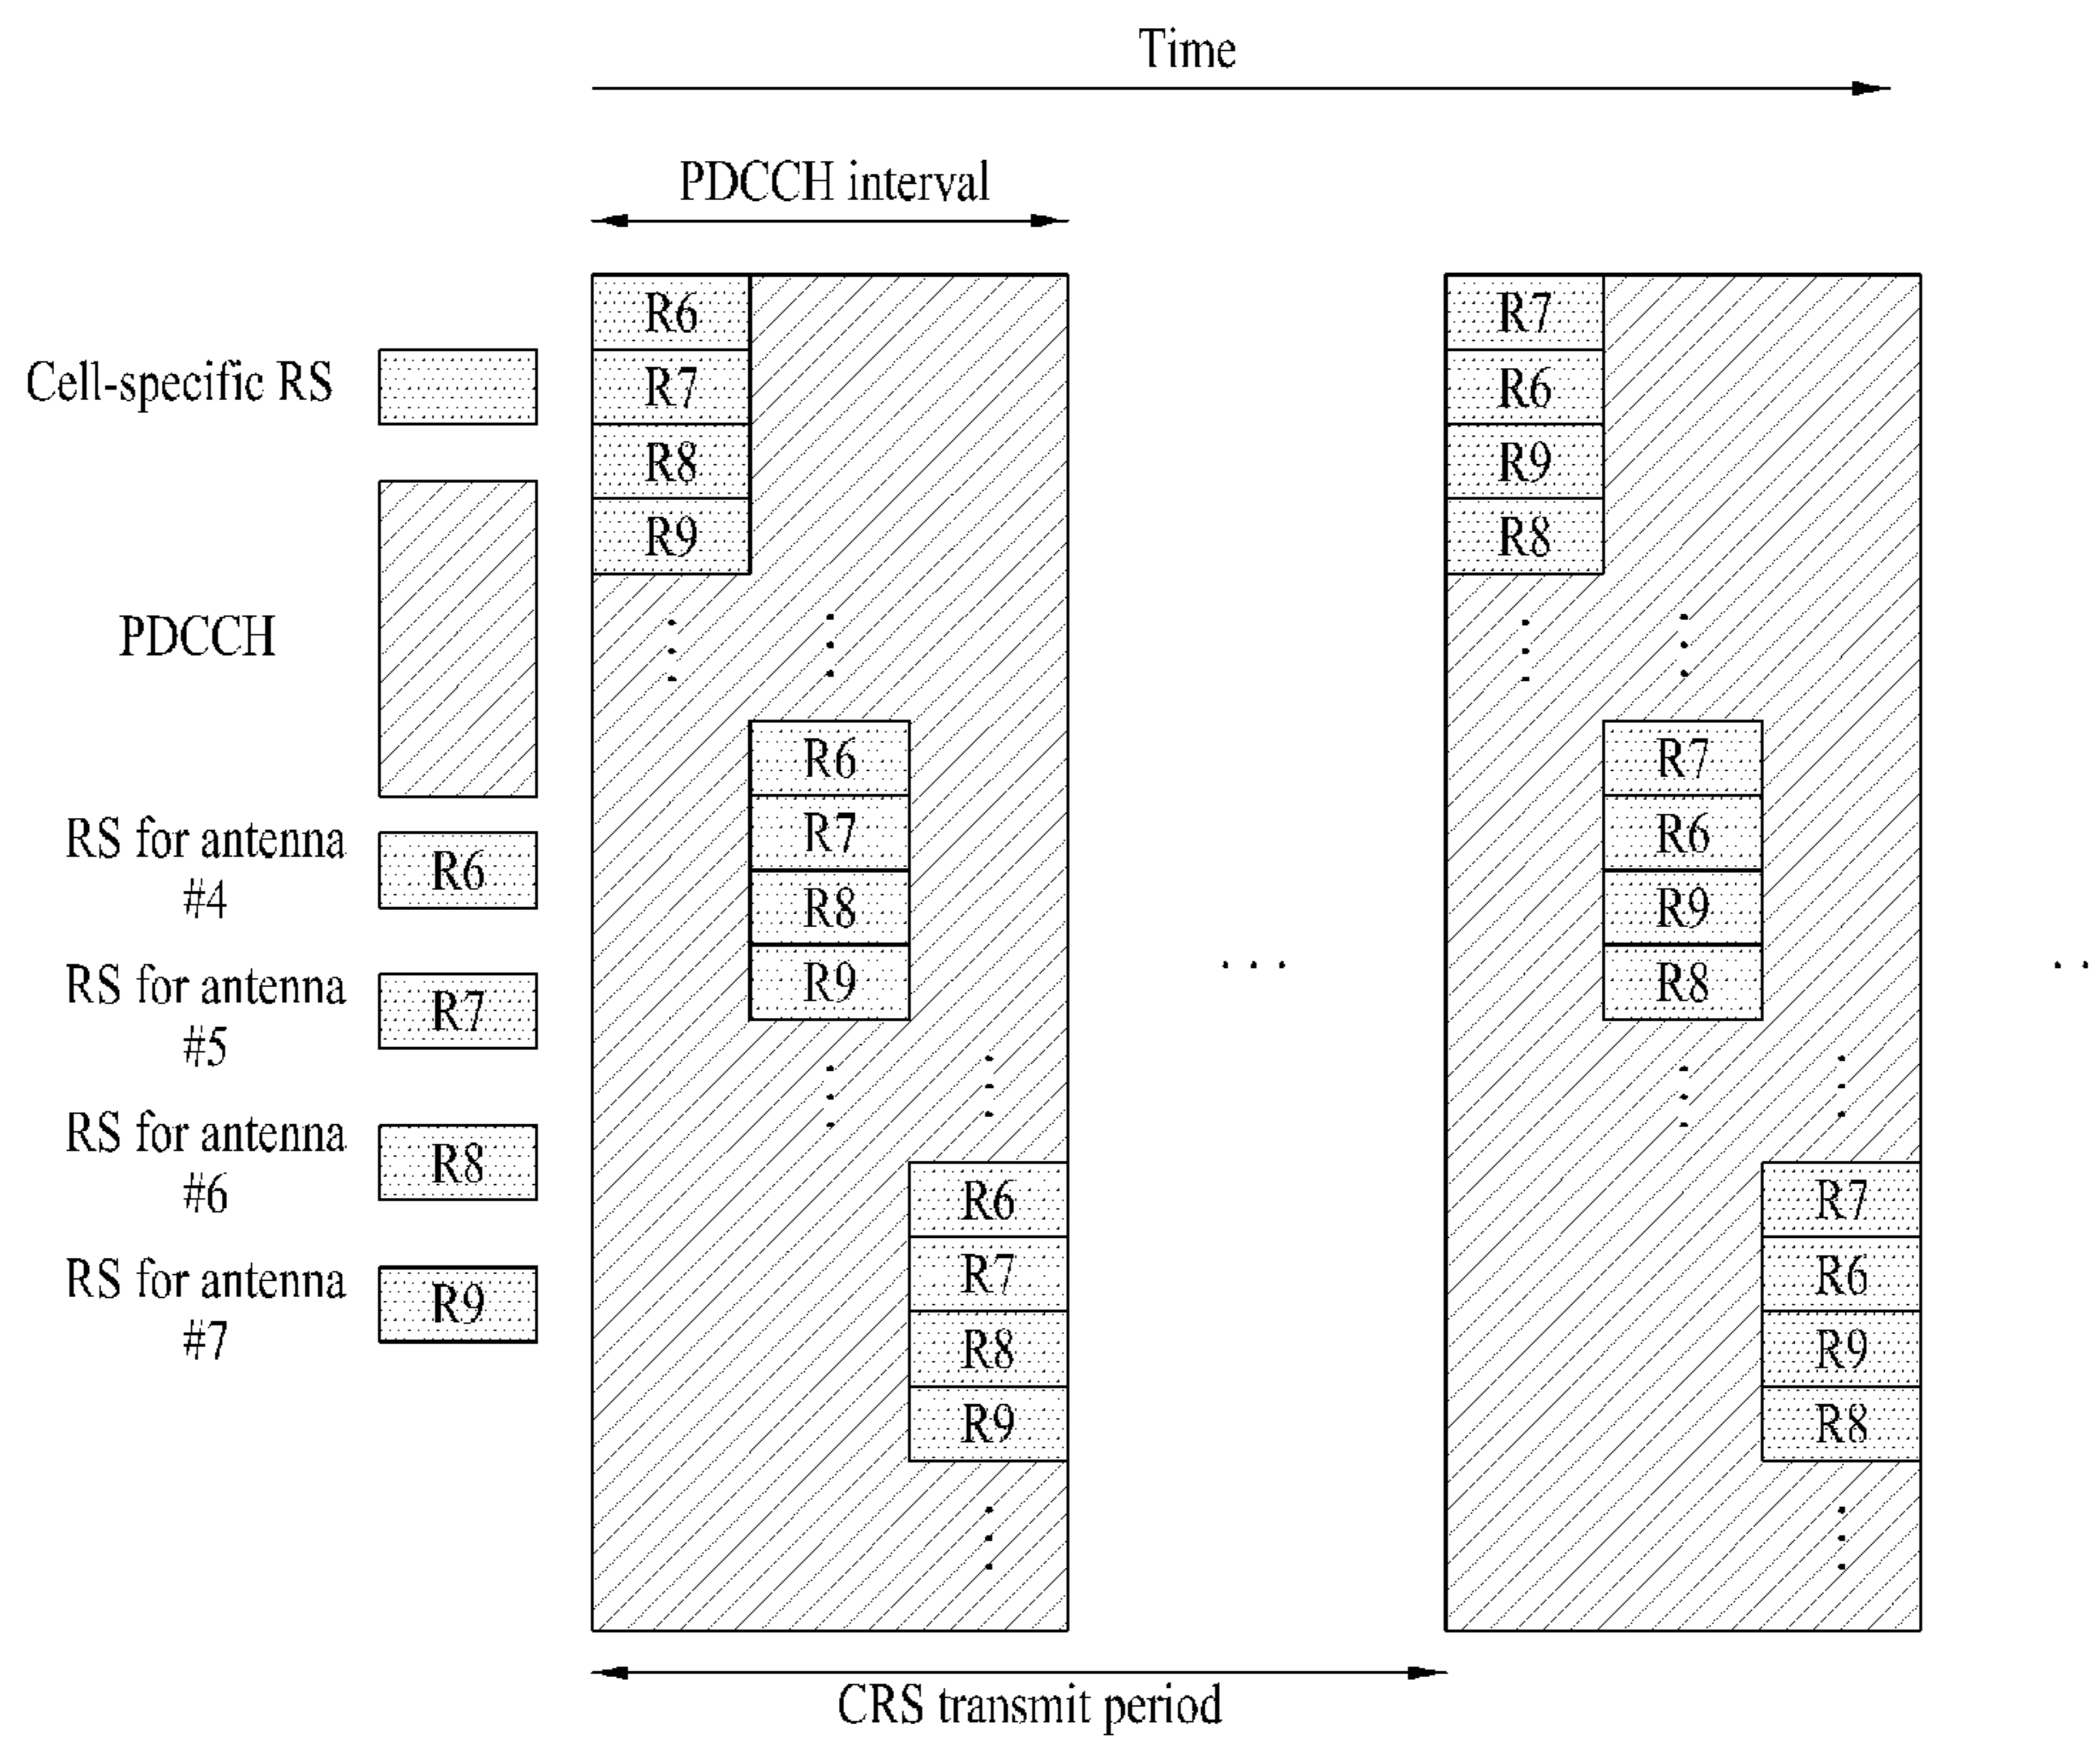 Time
PDCCH interval
Cell-specific RS
PDCCH
RS for antenna
#4
R6
RS for antenna
#5
R7
RS for antenna
#6
R8
RS for antenna
#7
R9
R6
R7
R8
R9
R6
R7
R8
R9
R6
R7
R8
R9
. . .
R7
R6
R9
R8
R7
R6
R9
R8
R7
R6
R9
R8
. .
CRS transmit period